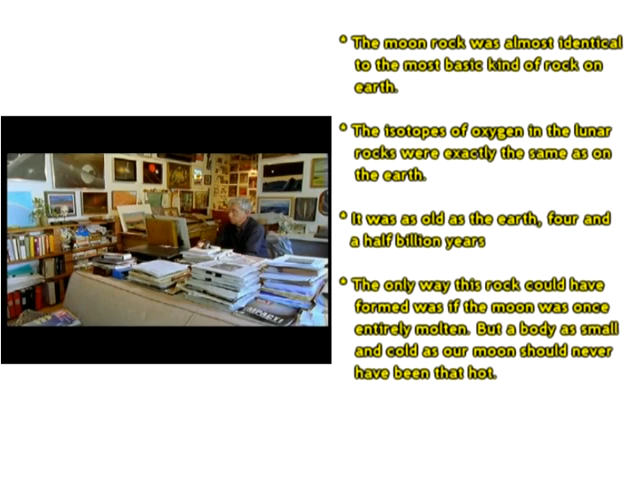 * The moon rock was almost identical
to the most basic kind of rock on
earth.
* The isotopes of oxygen in the lunar
rocks were exactly the same as on
the earth.
* It was as old as the earth, four and
a half billion years
* The only way this rock could have
formed was if the moon was once
entirely molten. But a body as small
and cold as our moon should never
have been that hot.